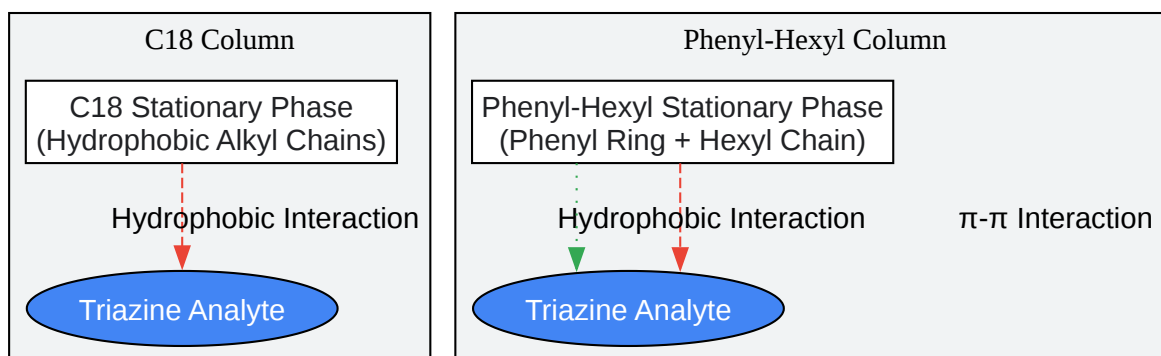 C18 Column
C18 Stationary Phase
(Hydrophobic Alkyl Chains)
Hydrophobic Interaction
Triazine Analyte
Phenyl-Hexyl Column
Phenyl-Hexyl Stationary Phase
(Phenyl Ring + Hexyl Chain)
Hydrophobic Interaction
π-π Interaction
Triazine Analyte